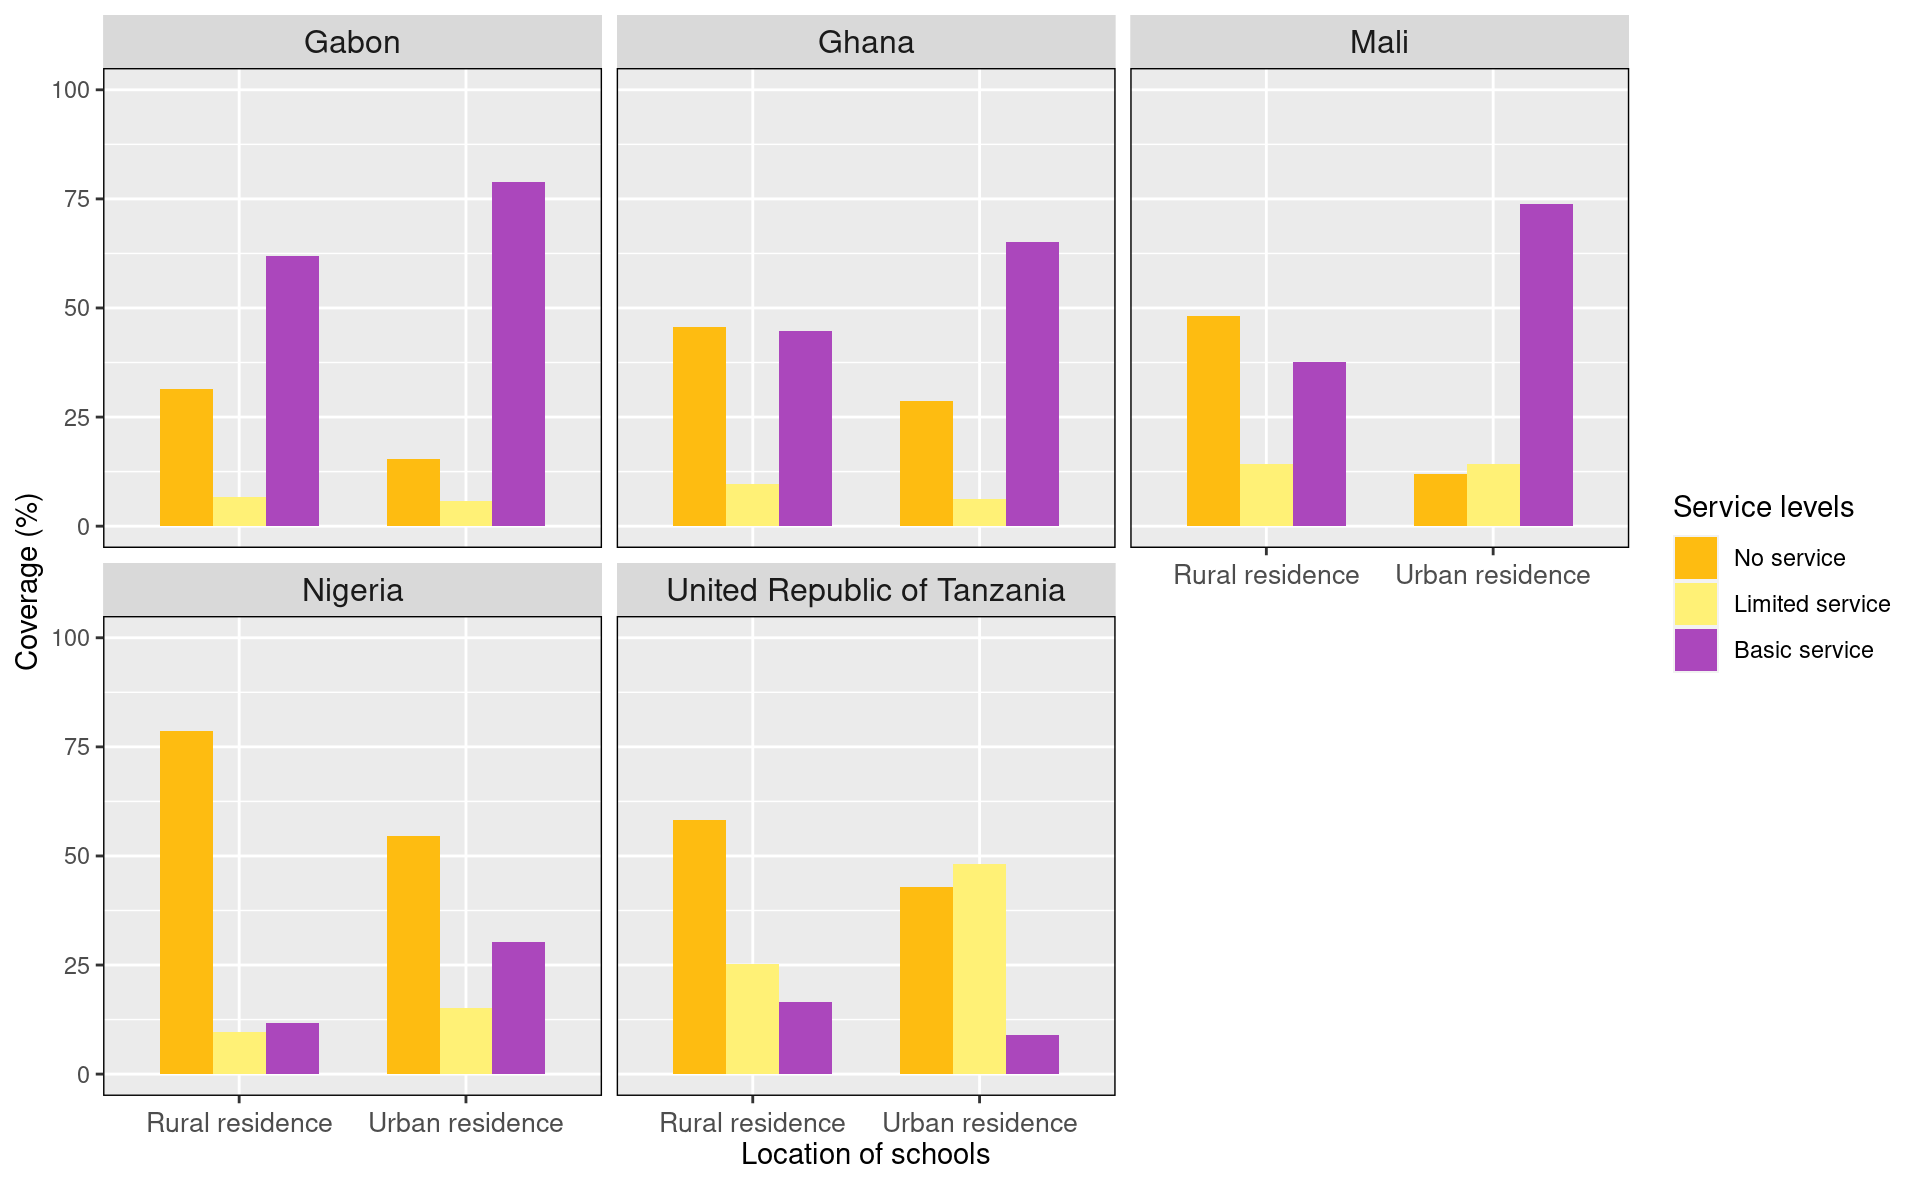 Gabon
Ghana
Mali
100
75
50
25
0
Rural residence
Urban residence
Nigeria
United Republic of Tanzania
100
75
50
25
0
Rural residence
Urban residence
Rural residence
Urban residence
Location of schools
Coverage (%)
Service levels
No service
Limited service
Basic service